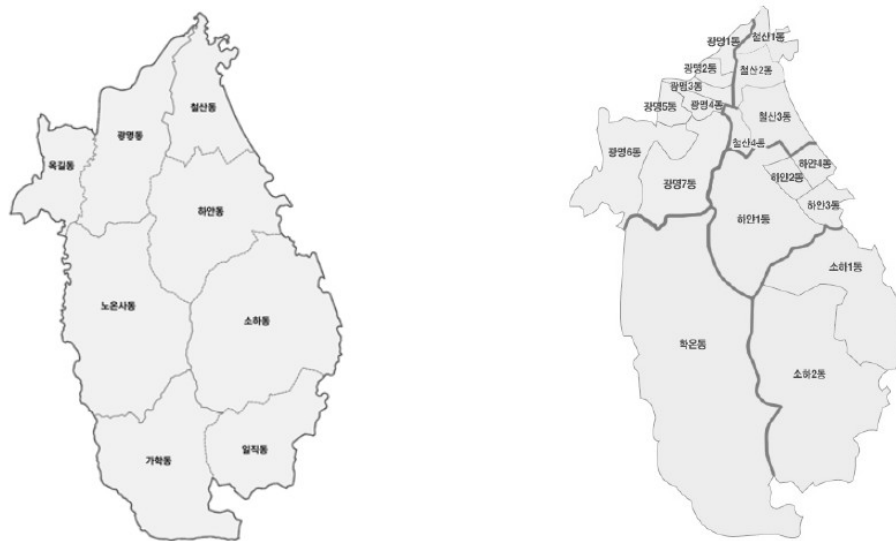 철산동
광명동
옥길동
하안동
노온사동
소하동
가학동
일직동
광명1동
철산1동
광명2동
철산2동
광명3동
광명5동
광명4동
철산3동
철산4동
광명6동
하안4동
하안2동
광명7동
하안3동
하안1동
소하1동
학온동
소하2동